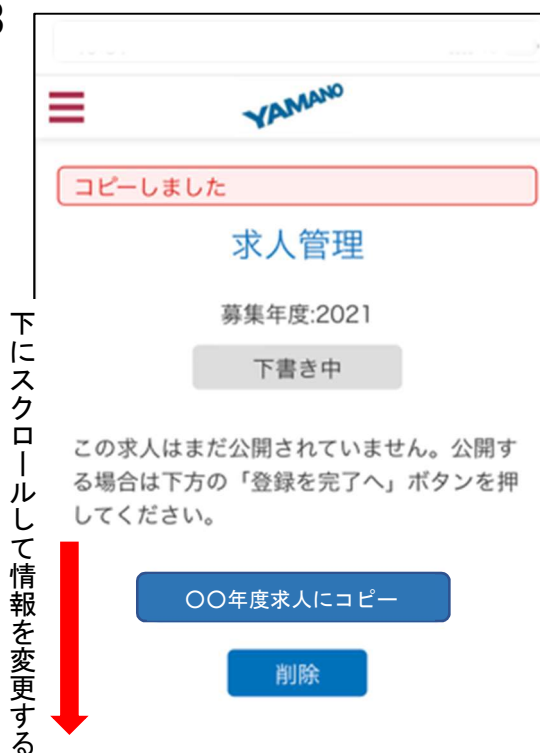 YAMANO
コピーしました
求人管理
募集年度:2021
下書き中
この求人はまだ公開されていません。公開す
る場合は下方の「登録を完了へ」ボタンを押
してください。
〇〇年度求人にコピー
削除
下にスクロールして情報を変更する